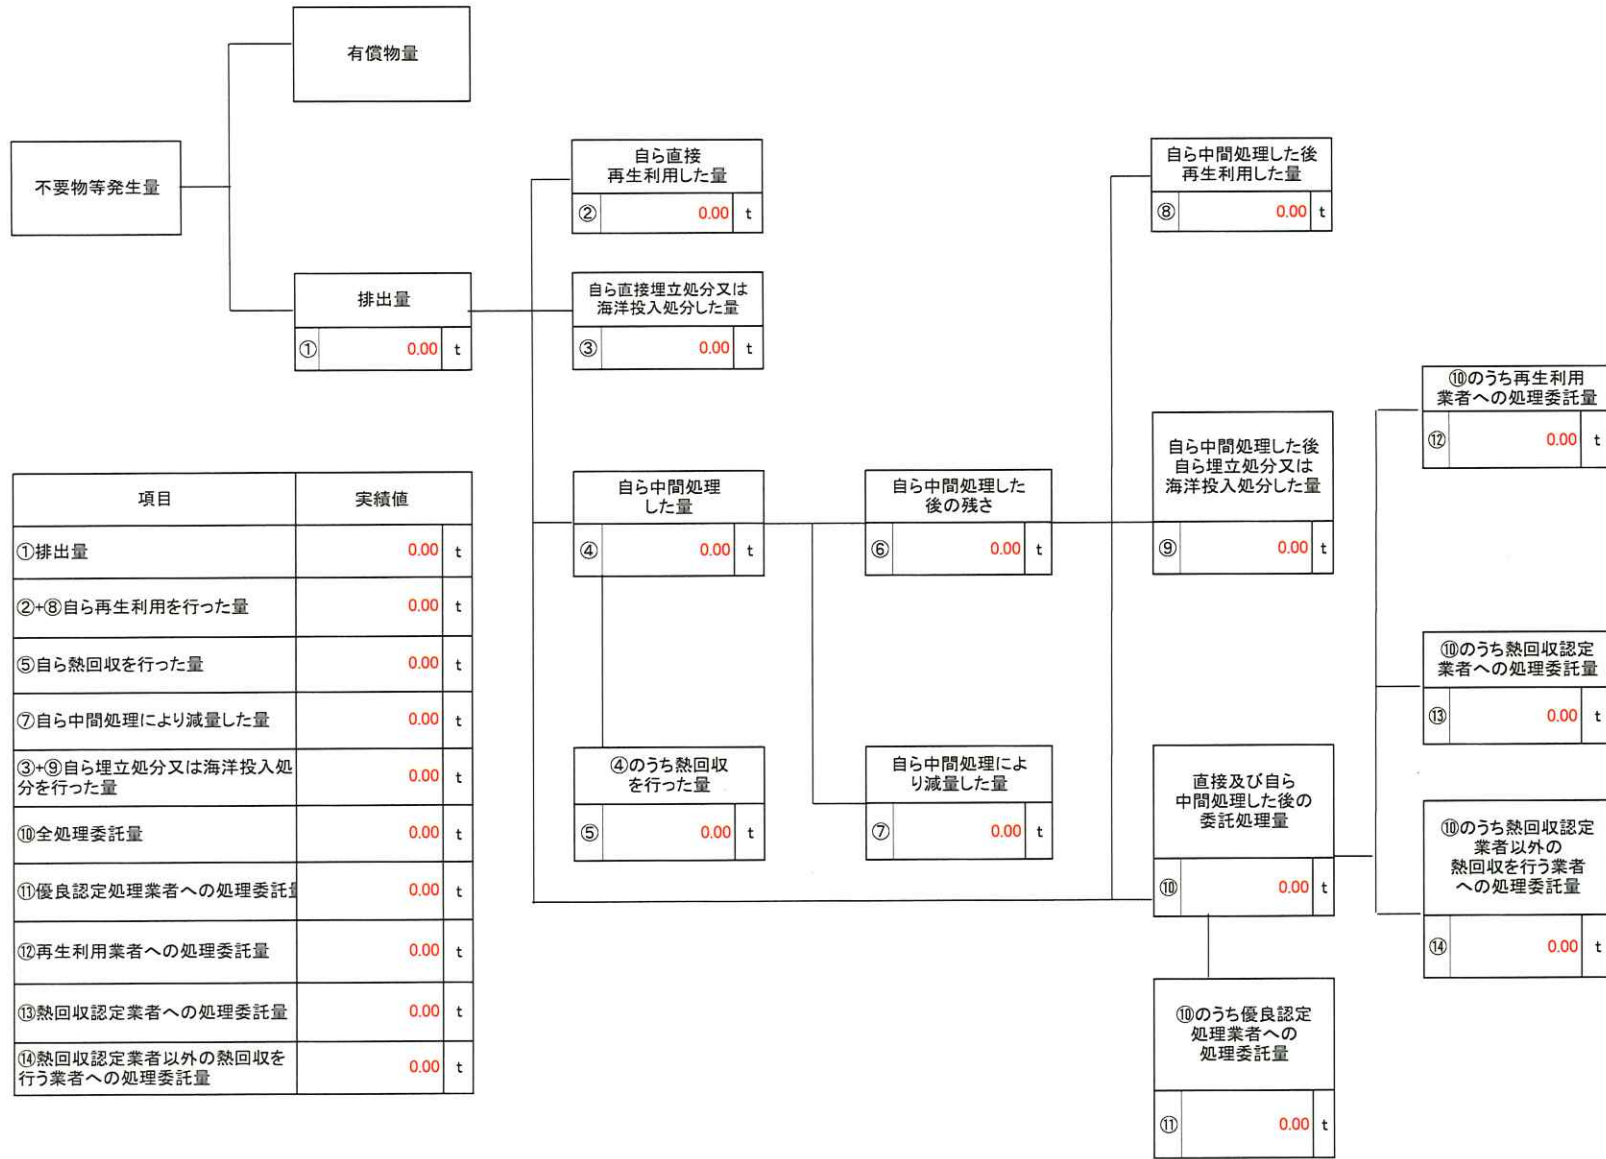 有償物量
不要物等発生量
排出量
① 0.00 t
自ら直接
再生利用した量
② 0.00 t
自ら直接埋立処分又は
海洋投入処分した量
③ 0.00 t
自ら中間処理
した量
④ 0.00 t
④のうち熱回収
を行った量
⑤ 0.00 t
自ら中間処理した
後の残さ
⑥ 0.00 t
自ら中間処理によ
り減量した量
⑦ 0.00 t
自ら中間処理した後
再生利用した量
⑧ 0.00 t
自ら中間処理した後
自ら埋立処分又は
海洋投入処分した量
⑨ 0.00 t
直接及び自ら
中間処理した後の
委託処理量
⑩ 0.00 t
⑩のうち優良認定
処理業者への
処理委託量
⑪ 0.00 t
⑩のうち再生利用
業者への処理委託量
⑫ 0.00 t
⑩のうち熱回収認定
業者への処理委託量
⑬ 0.00 t
⑩のうち熱回収認定
業者以外の
熱回収を行う業者
への処理委託量
⑭ 0.00 t
項目 実績値
①排出量 0.00 t
②+⑧自ら再生利用を行った量 0.00 t
⑤自ら熱回収を行った量 0.00 t
⑦自ら中間処理により減量した量 0.00 t
③+⑨自ら埋立処分又は海洋投入処
分を行った量 0.00 t
⑩全処理委託量 0.00 t
⑪優良認定処理業者への処理委託量 0.00 t
⑫再生利用業者への処理委託量 0.00 t
⑬熱回収認定業者への処理委託量 0.00 t
⑭熱回収認定業者以外の熱回収を
行う業者への処理委託量 0.00 t